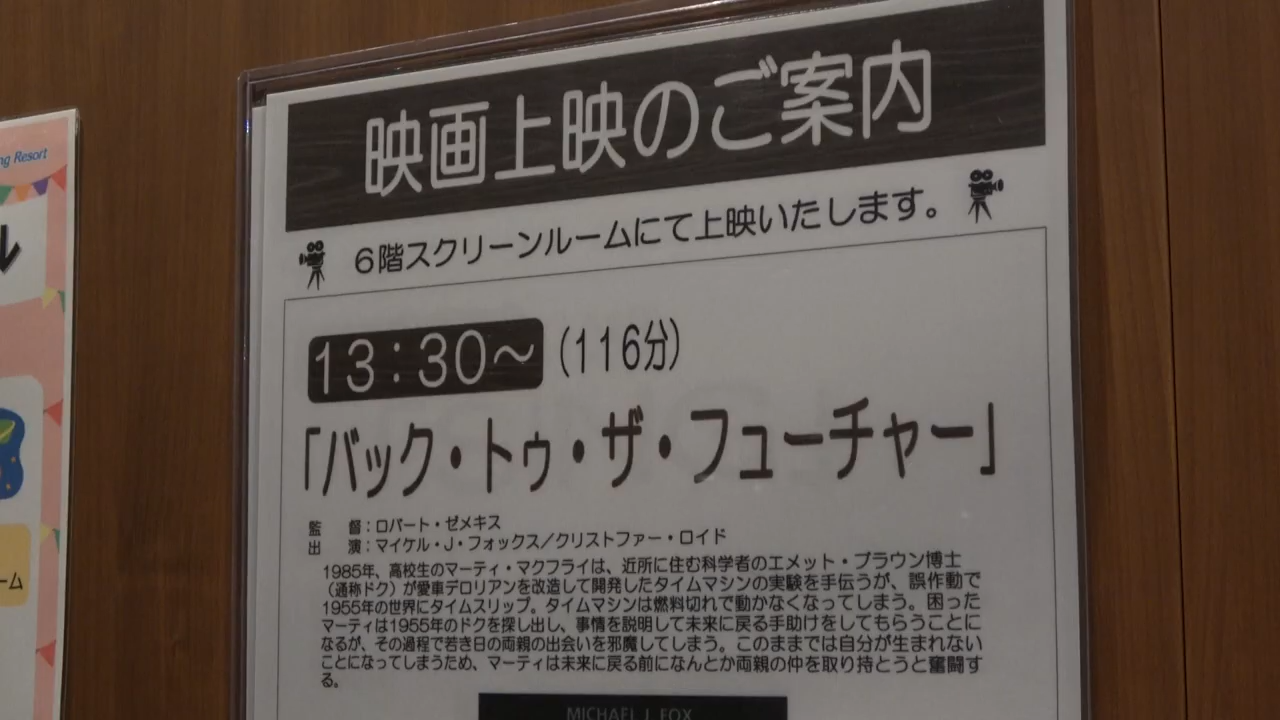 映画上映のご案内
6階スクリーンルームにて上映いたします。
13:30～(116分)
「バック・トゥ・ザ・フューチャー」
監　督:ロバート・ゼメキス
出　演:マイケル・J・フォックス/クリストファー・ロイド
1985年、高校生のマーティ・マクフライは、近所に住む科学者のエメット・ブラウン博士
(通称ドク)が愛車デロリアンを改造して開発したタイムマシンの実験を手伝うが、誤作動で
1955年の世界にタイムスリップ。タイムマシンは燃料切れで動かなくなってしまう。困った
マーティは1955年のドクを探し出し、事情を説明して未来に戻る手助けをしてもらうことに
なるが、その過程で若き日の両親の出会いを邪魔してしまう。このままでは自分が生まれない
ことになってしまうため、マーティは未来に戻る前になんとか両親の仲を取り持とうと奮闘す
る。
MICHAEL J. FOX
ng Resort
ル
ーム